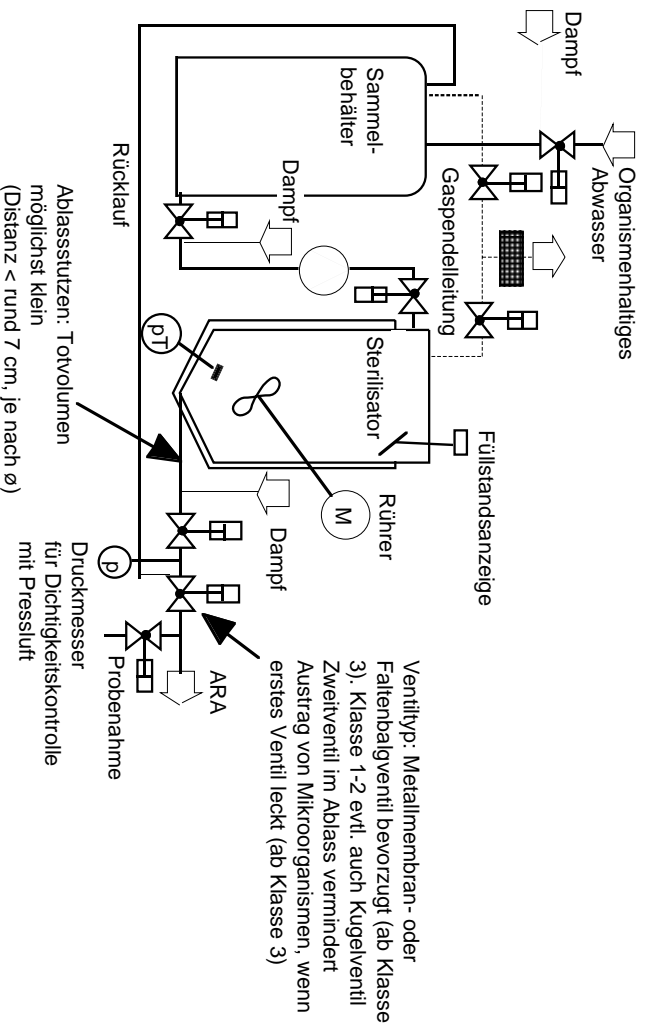 Dampf
Organismenhaltiges
Abwasser
Sammel-
behälter
Gaspendelleitung
Dampf
Rücklauf
Ablassstutzen: Totvolumen
möglichst klein
(Distanz < rund 7 cm, je nach ø)
Sterilisator
pT
Füllstandsanzeige
Rührer
M
Dampf
p
Druckmesser
für Dichtigkeitskontrolle
mit Pressluft
Probenahme
ARA
Ventiltyp: Metallmembran- oder
Faltenbalgventil bevorzugt (ab Klasse
3). Klasse 1-2 evtl. auch Kugelventil
Zweitventil im Ablass vermindert
Austrag von Mikroorganismen, wenn
erstes Ventil leckt (ab Klasse 3)